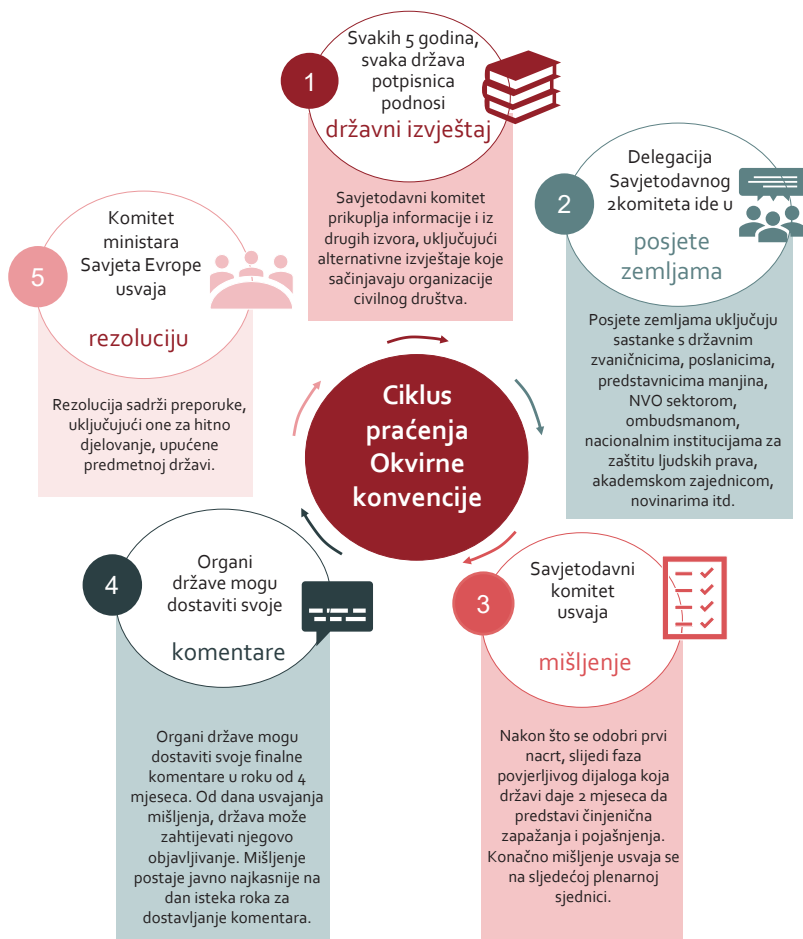 1
Svakih 5 godina,
svaka država
potpisnica
podnosi
državni izvještaj
Savjetodavni komitet
prikuplja informacije i iz
drugih izvora, uključujući
alternativne izvještaje koje
sačinjavaju organizacije
civilnog društva.
2
Delegacija
Savjetodavnog
2komiteta ide u
posjete
zemljama
Posjete zemljama uključuju
sastanke s državnim
zvaničnicima, poslanicima,
predstavnicima manjina,
NVO sektorom,
ombudsmanom,
nacionalnim institucijama za
zaštitu ljudskih prava,
akademskom zajednicom,
novinarima itd.
3
Savjetodavni
komitet
usvaja
mišljenje
Nakon što se odobri prvi
nacrt, slijedi faza
povjerljivog dijaloga koja
državi daje 2 mjeseca da
predstavi činjenična
zapažanja i pojašnjenja.
Konačno mišljenje usvaja se
na sljedećoj plenarnoj
sjednici.
4
Organi
države mogu
dostaviti svoje
komentare
Organi države mogu
dostaviti svoje finalne
komentare u roku od 4
mjeseca. Od dana usvajanja
mišljenja, država može
zahtijevati njegovo
objavljivanje. Mišljenje
postaje javno najkasnije na
dan isteka roka za
dostavljanje komentara.
5
Komitet
ministara
Savjeta Evrope
usvaja
rezoluciju
Rezolucija sadrži preporuke,
uključujući one za hitno
djelovanje, upućene
predmetnoj državi.
Ciklus
praćenja
Okvirne
konvencije